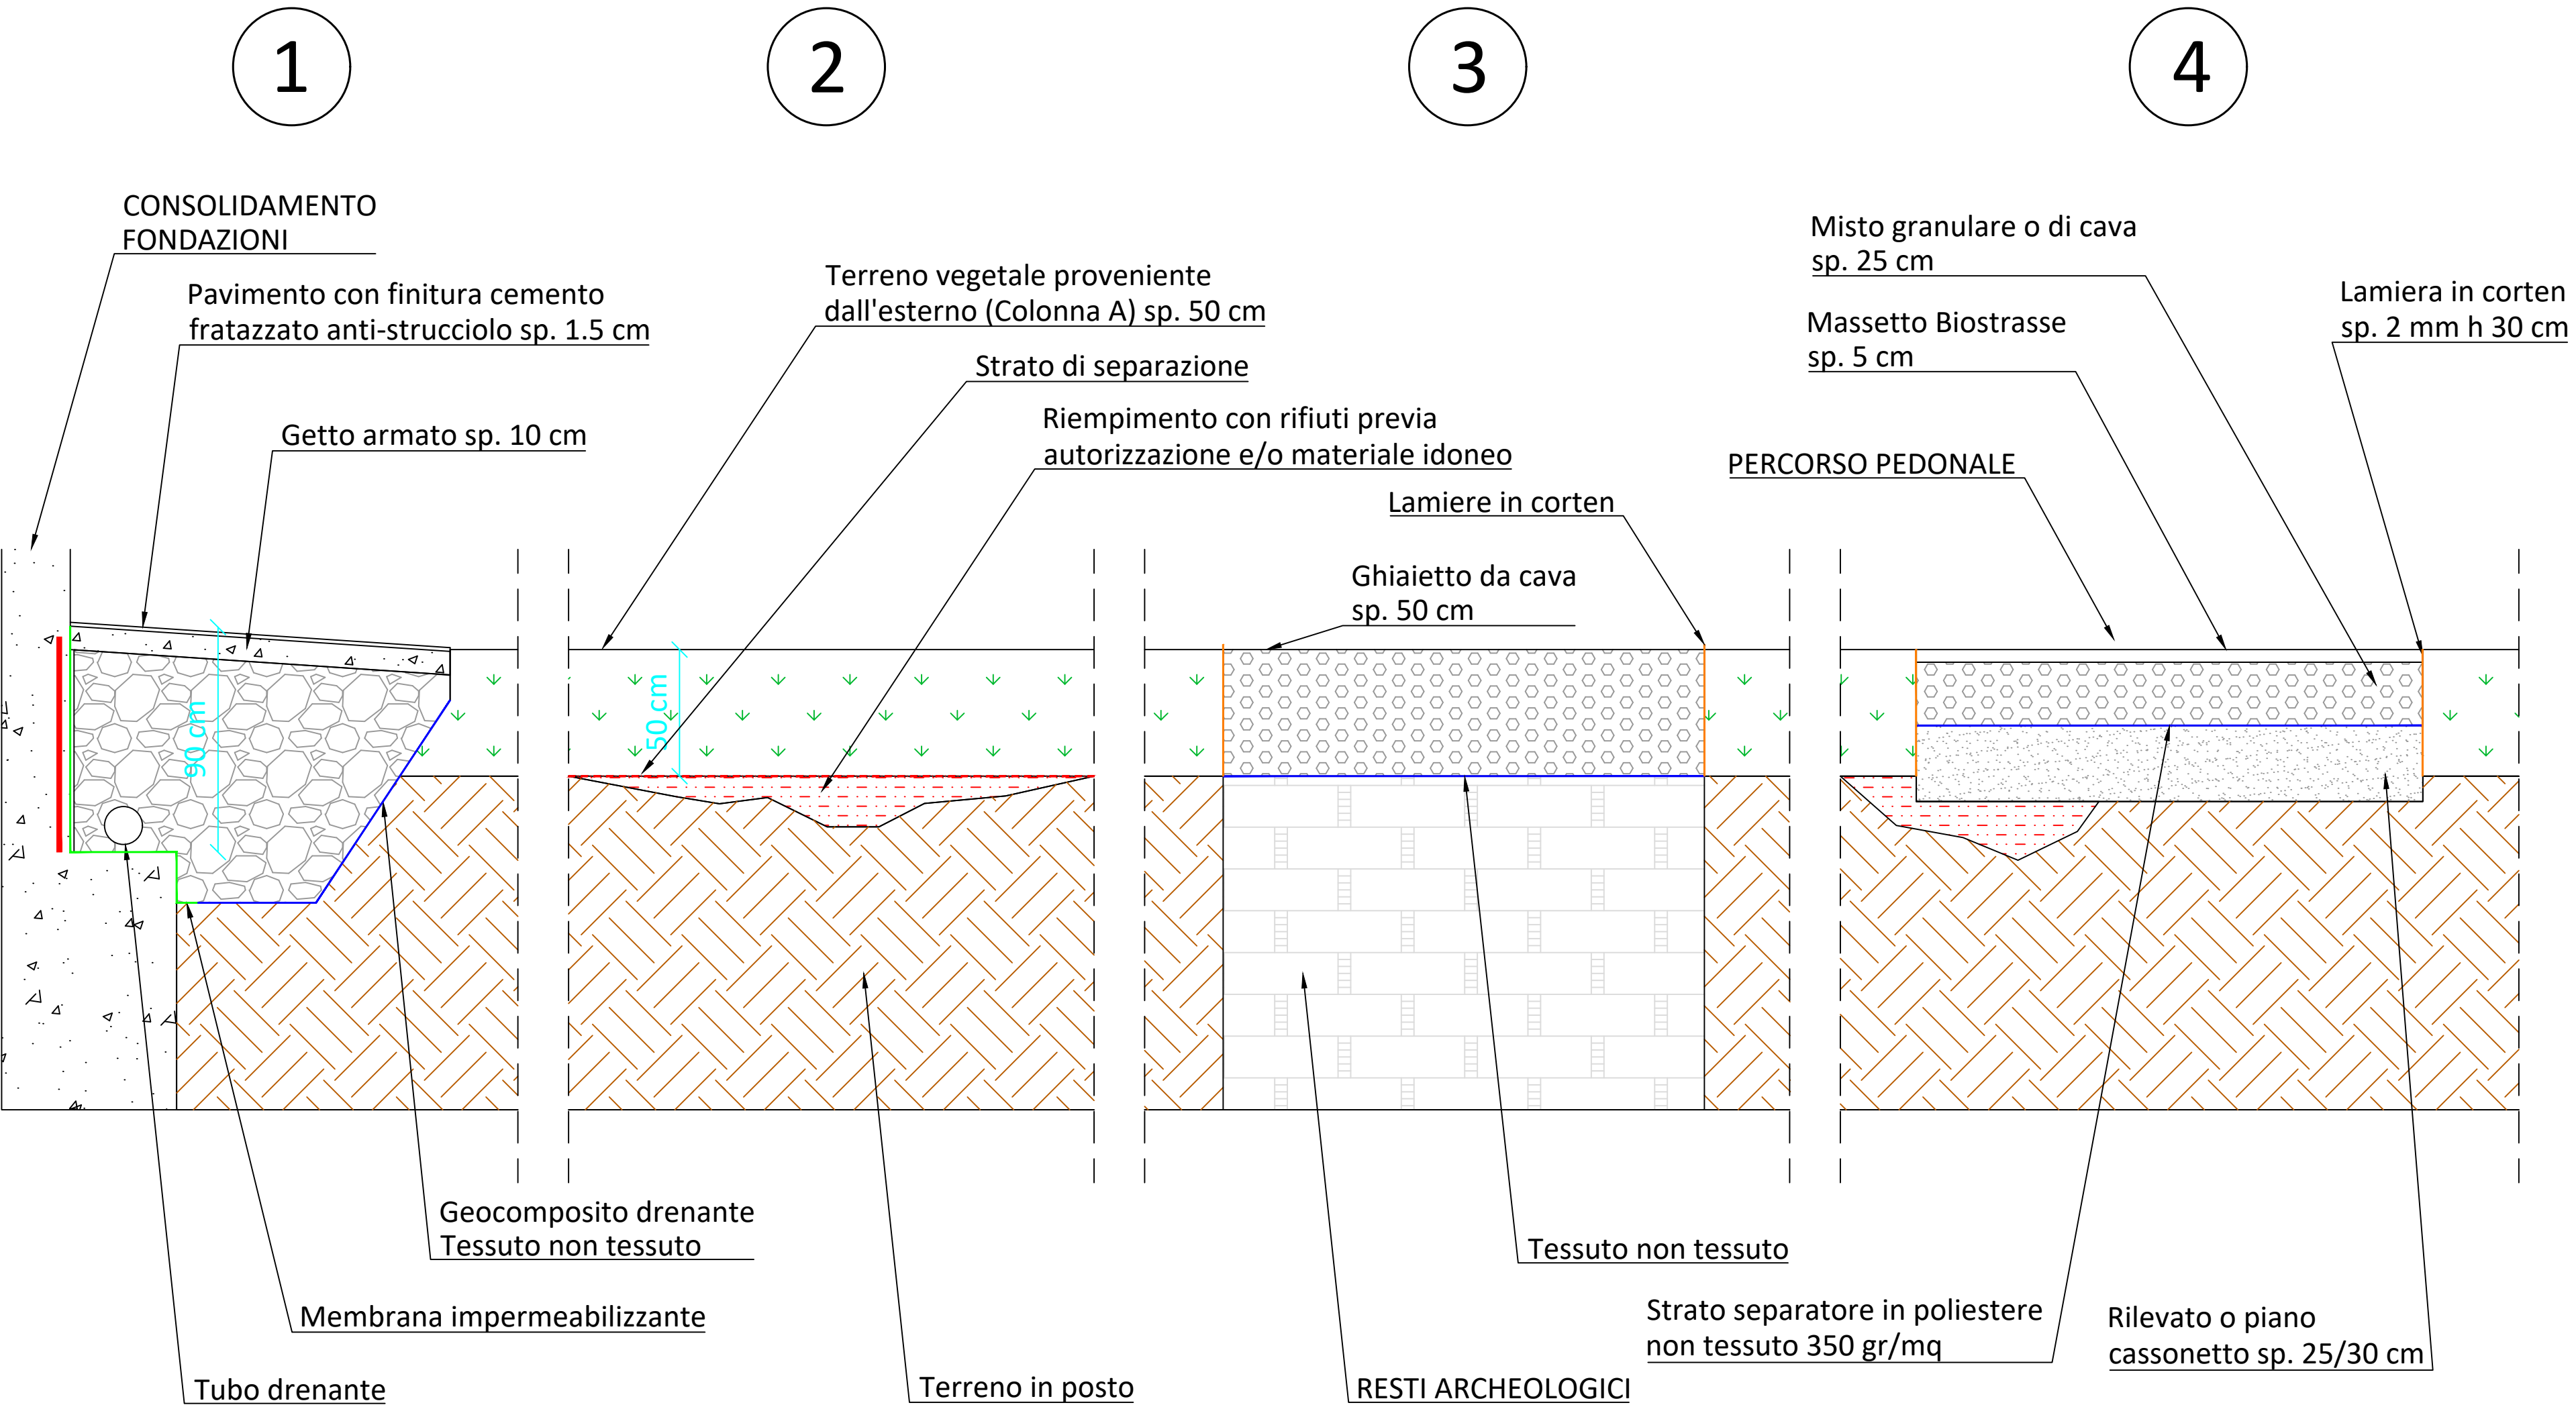 1
2
3
4
CONSOLIDAMENTO
FONDAZIONI
Pavimento con finitura cemento
fratazzato anti-strucciolo sp. 1.5 cm
Getto armato sp. 10 cm
Terreno vegetale proveniente
dall'esterno (Colonna A) sp. 50 cm
Strato di separazione
Riempimento con rifiuti previa
autorizzazione e/o materiale idoneo
Lamiere in corten
Ghiaietto da cava
sp. 50 cm
Misto granulare o di cava
sp. 25 cm
Massetto Biostrasse
sp. 5 cm
Lamiera in corten
sp. 2 mm h 30 cm
PERCORSO PEDONALE
90 cm
50 cm
Geocomposito drenante
Tessuto non tessuto
Membrana impermeabilizzante
Tubo drenante
Terreno in posto
Tessuto non tessuto
RESTI ARCHEOLOGICI
Strato separatore in poliestere
non tessuto 350 gr/mq
Rilevato o piano
cassonetto sp. 25/30 cm